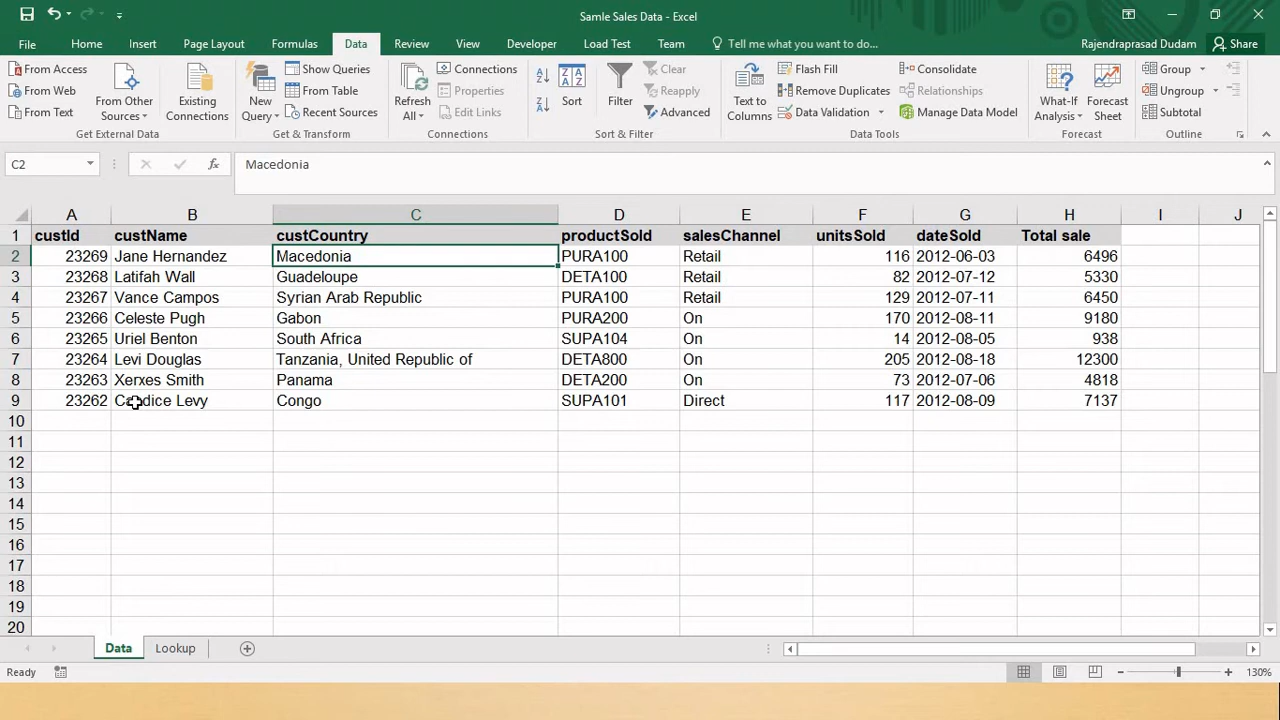 Samle Sales Data - Excel
File Home Insert Page Layout Formulas Data Review View Developer Load Test Team Tell me what you want to do... Rajendraprasad Dudam Share
From Access
From Web
From Text
From Other Sources
Existing Connections
Get External Data
New Query
Show Queries
From Table
Recent Sources
Get & Transform
Refresh All
Connections
Properties
Edit Links
Connections
Sort
Filter
Clear
Reapply
Advanced
Sort & Filter
Text to Columns
Flash Fill
Remove Duplicates
Data Validation
Consolidate
Relationships
Manage Data Model
Data Tools
What-If Analysis
Forecast Sheet
Forecast
Group
Ungroup
Subtotal
Outline
C2 fx Macedonia
A B C D E F G H I J
1 custId custName custCountry productSold salesChannel unitsSold dateSold Total sale
2 23269 Jane Hernandez Macedonia PURA100 Retail 116 2012-06-03 6496
3 23268 Latifah Wall Guadeloupe DETA100 Retail 82 2012-07-12 5330
4 23267 Vance Campos Syrian Arab Republic PURA100 Retail 129 2012-07-11 6450
5 23266 Celeste Pugh Gabon PURA200 On 170 2012-08-11 9180
6 23265 Uriel Benton South Africa SUPA104 On 14 2012-08-05 938
7 23264 Levi Douglas Tanzania, United Republic of DETA800 On 205 2012-08-18 12300
8 23263 Xerxes Smith Panama DETA200 On 73 2012-07-06 4818
9 23262 Candice Levy Congo SUPA101 Direct 117 2012-08-09 7137
10
11
12
13
14
15
16
17
18
19
20
Data Lookup
Ready 130%